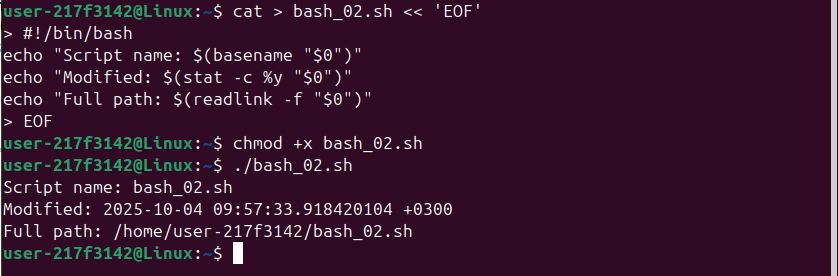 user-217f3142@Linux:~$ cat > bash_02.sh << 'EOF'
> #!/bin/bash
echo "Script name: $(basename "$0")"
echo "Modified: $(stat -c %y "$0")"
echo "Full path: $(readlink -f "$0")"
> EOF
user-217f3142@Linux:~$ chmod +x bash_02.sh
user-217f3142@Linux:~$ ./bash_02.sh
Script name: bash_02.sh
Modified: 2025-10-04 09:57:33.918420104 +0300
Full path: /home/user-217f3142/bash_02.sh
user-217f3142@Linux:~$